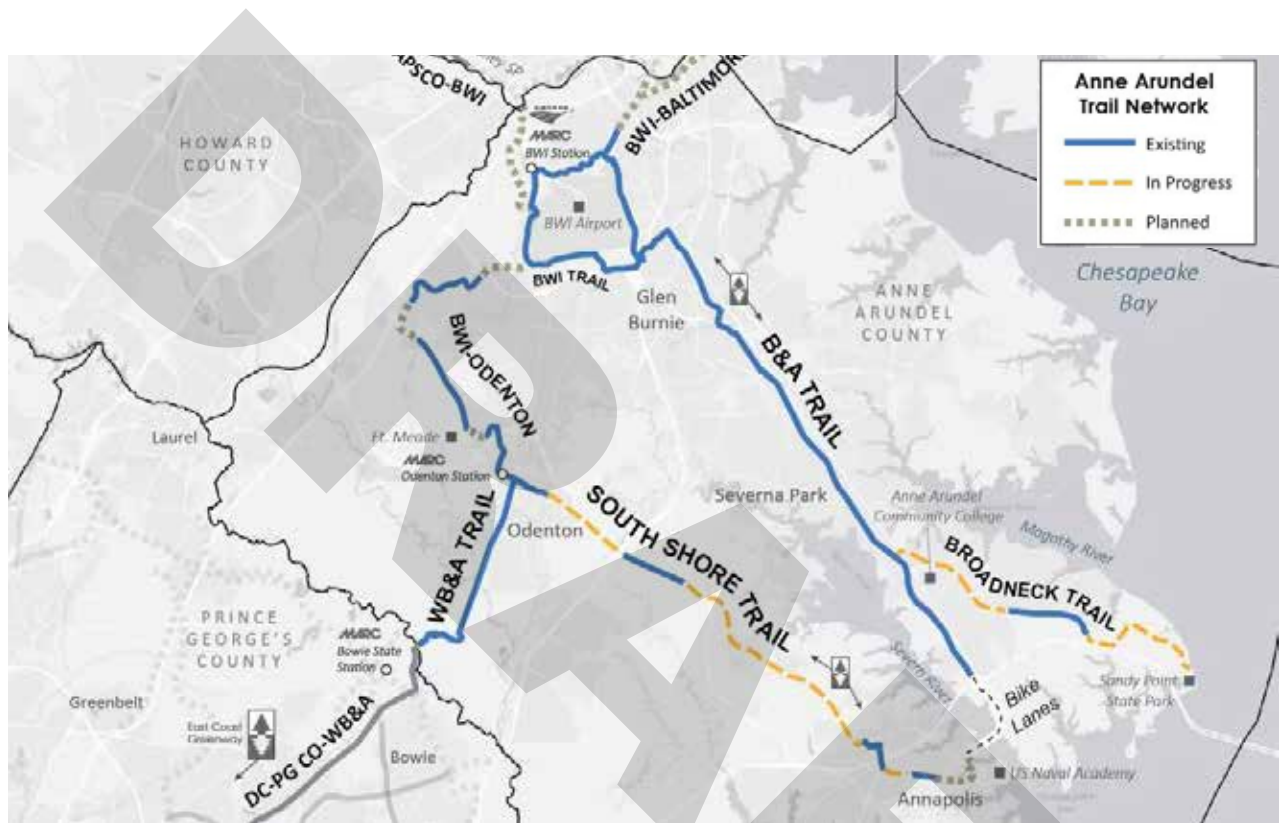 BWI-BALTIMORE
APSCO-BWI
HOWARD
COUNTY
MARC
BWI Station
BWI Airport
BWI TRAIL
Glen
Burnie
Anne Arundel
Trail Network
Existing
In Progress
Planned
Chesapeake
Bay
ANNE
ARUNDEL
COUNTY
BWI-ODENTON
B&A TRAIL
Laurel
Ft. Meade
MARC
Odenton Station
Odenton
SOUTH SHORE TRAIL
Severna Park
Anne Arundel
Community College
Magothy River
BROADNECK TRAIL
WB&A TRAIL
PRINCE
GEORGE'S
COUNTY
MARC
Bowie State
Station
Severn River
Bike
Lanes
Sandy Point
State Park
Greenbelt
East Coast
Greenway
DC-PG CO-WB&A
Bowie
US Naval Academy
Annapolis
DRA